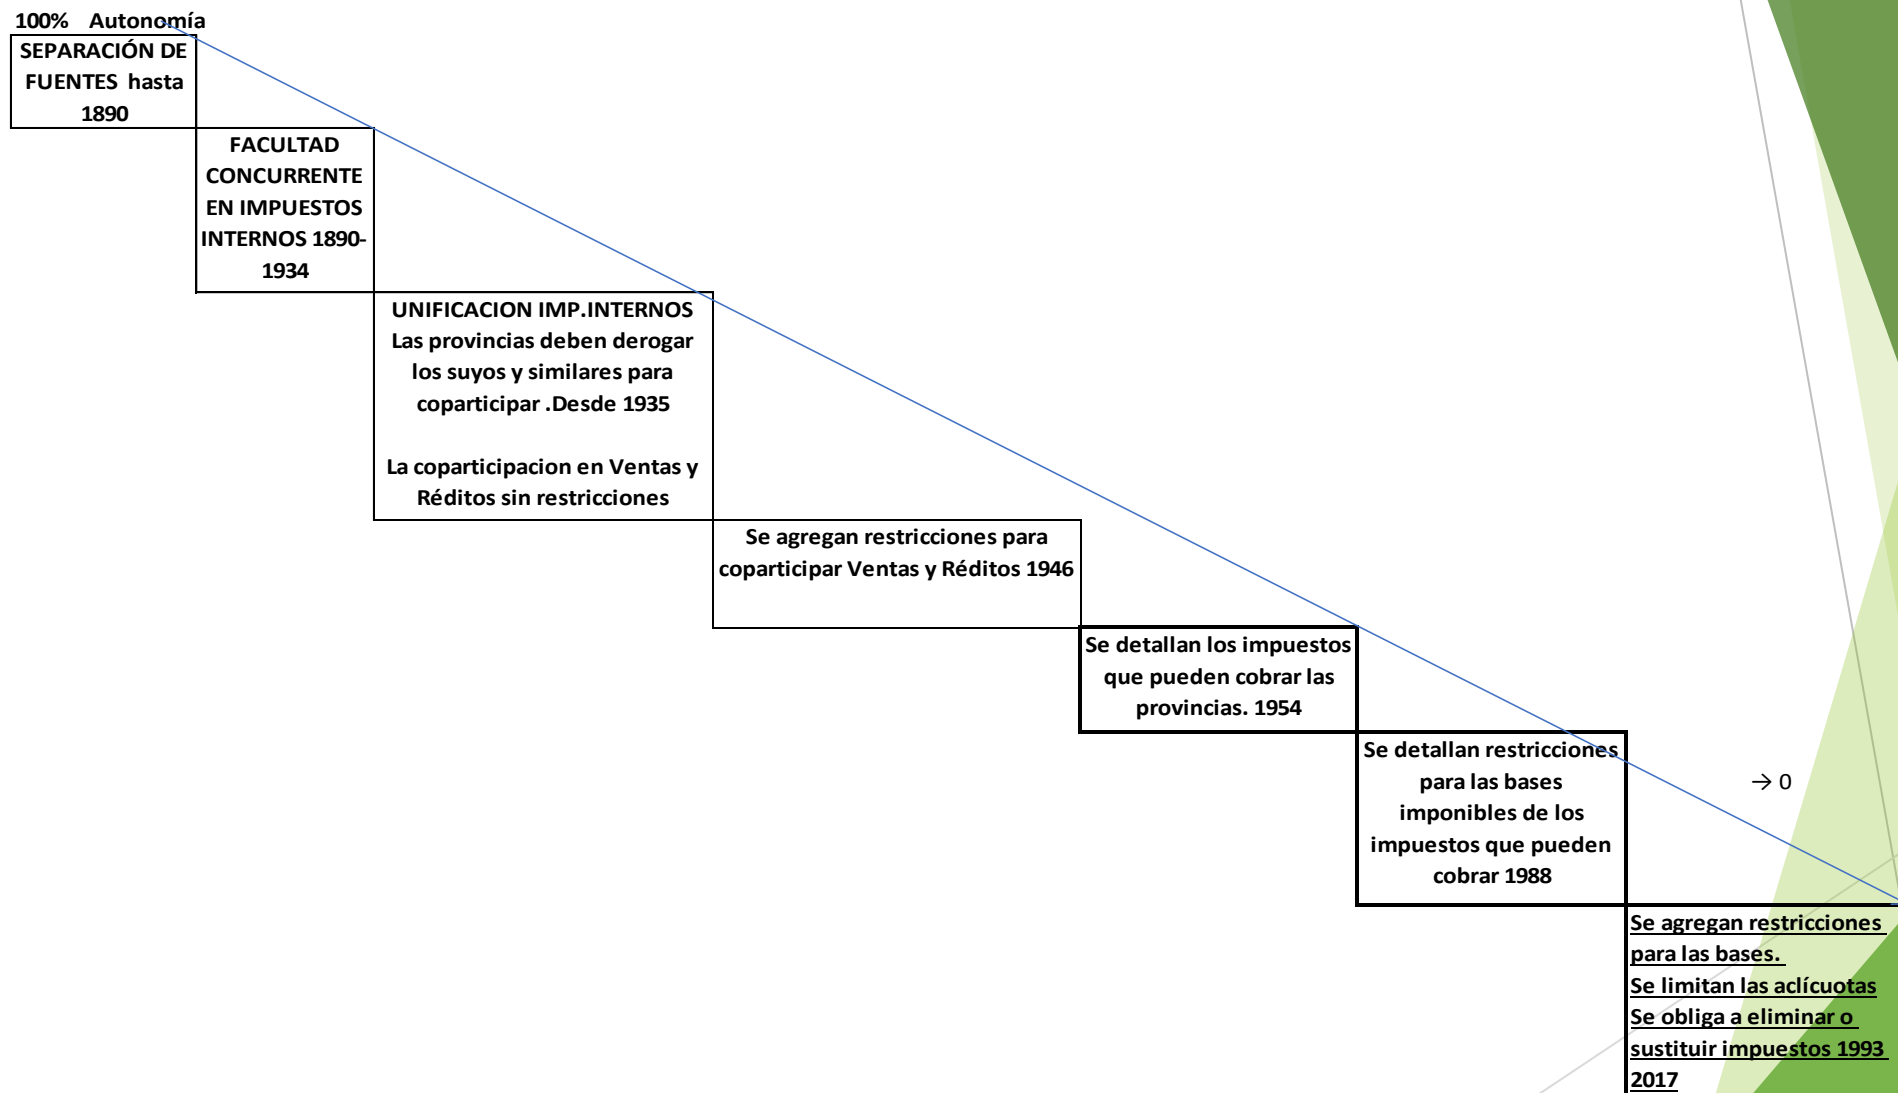 100% Autonomía
SEPARACIÓN DE
FUENTES hasta
1890
FACULTAD
CONCURRENTE
EN IMPUESTOS
INTERNOS 1890-
1934
UNIFICACION IMP.INTERNOS
Las provincias deben derogar
los suyos y similares para
coparticipar .Desde 1935
La coparticipacion en Ventas y
Réditos sin restricciones
Se agregan restricciones para
coparticipar Ventas y Réditos 1946
Se detallan los impuestos
que pueden cobrar las
provincias. 1954
Se detallan restricciones
para las bases
imponibles de los
impuestos que pueden
cobrar 1988
→ 0
Se agregan restricciones
para las bases.
Se limitan las aclícuotas
Se obliga a eliminar o
sustituir impuestos 1993
2017